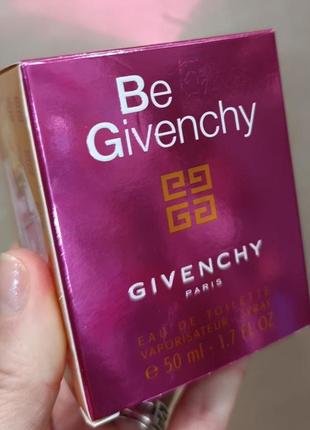 Be
Givenchy
GIVENCHY
PARIS
EAU DE TOILETTE
VAPORISATEUR - SPRAY
℮ 50 ml - 1.7 fl. OZ